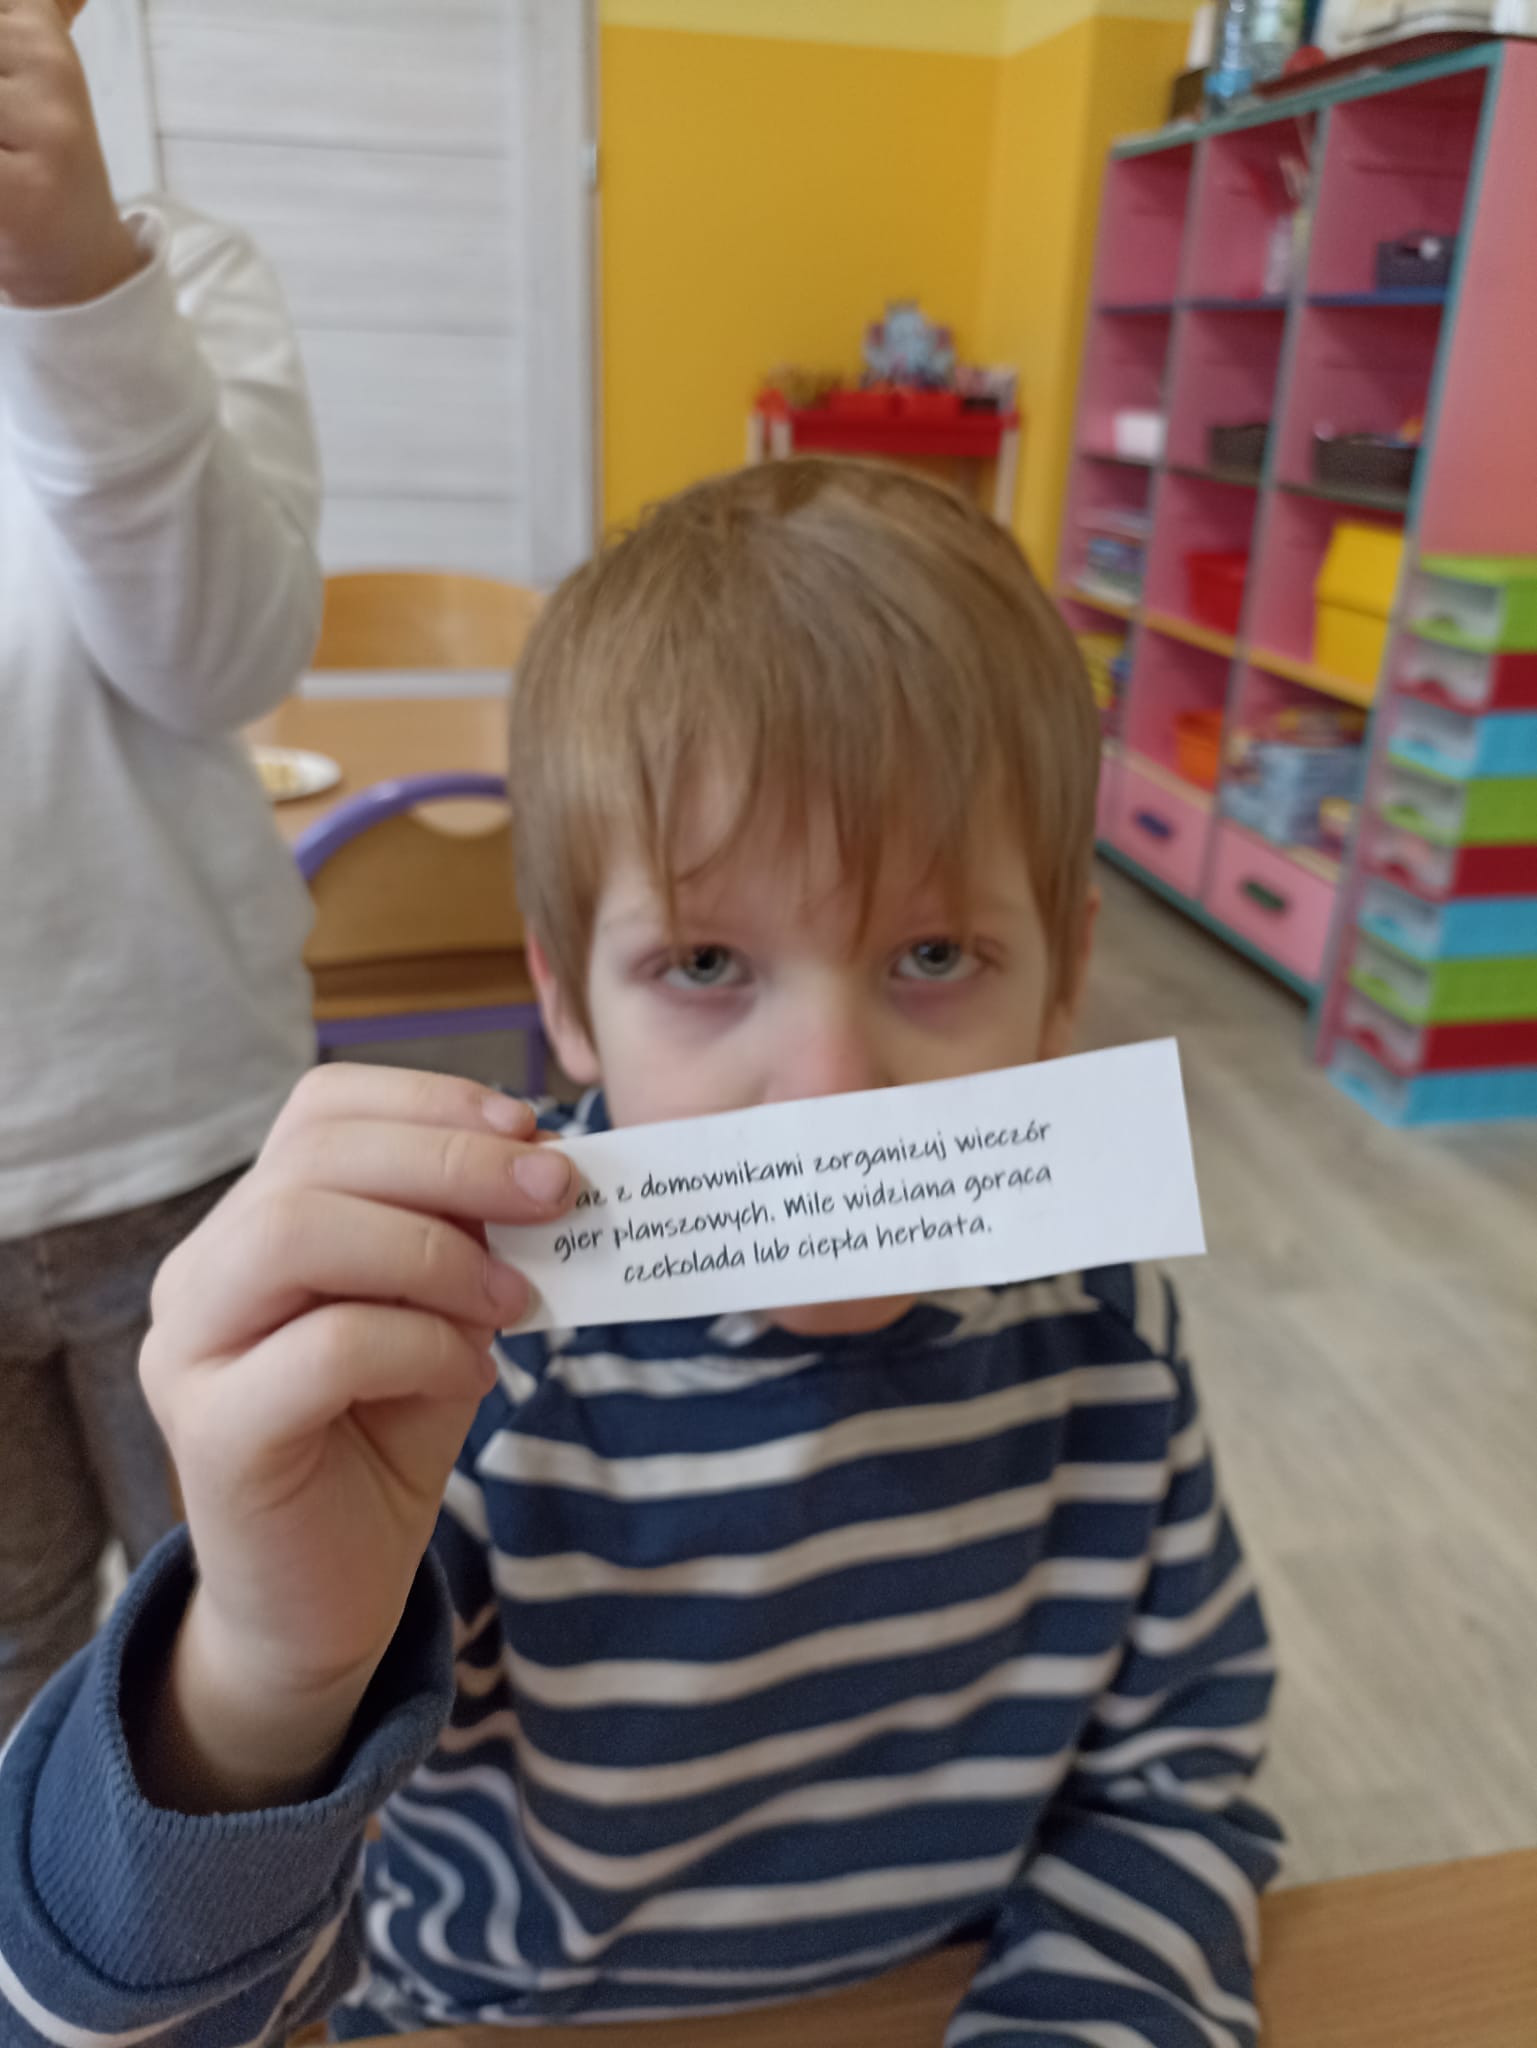 z domownikami zorganizuj wieczór
gier planszowych. Mile widziana gorąca
czekolada lub ciepła herbata.